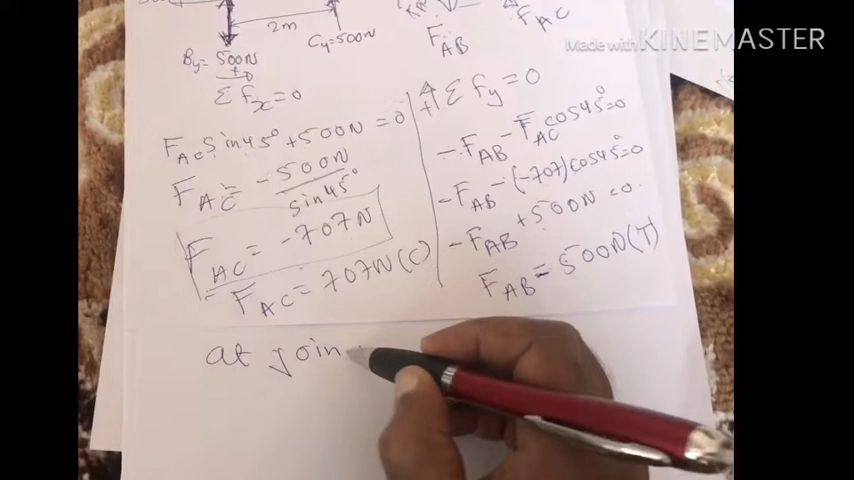 2m
By = 500N
Cy=500N
FAB
FAC
Made with KINEMASTER
+
Σ fx = 0
FAC Sin45° + 500N = 0
FAC = -500N
sin45°
FAC = -707N
FAC = 707N (C)
+ Σ fy = 0
-FAB - FAC cos45° = 0
-FAB - (-707) cos45° = 0
-FAB + 500N = 0
FAB = 500N (T)
at join